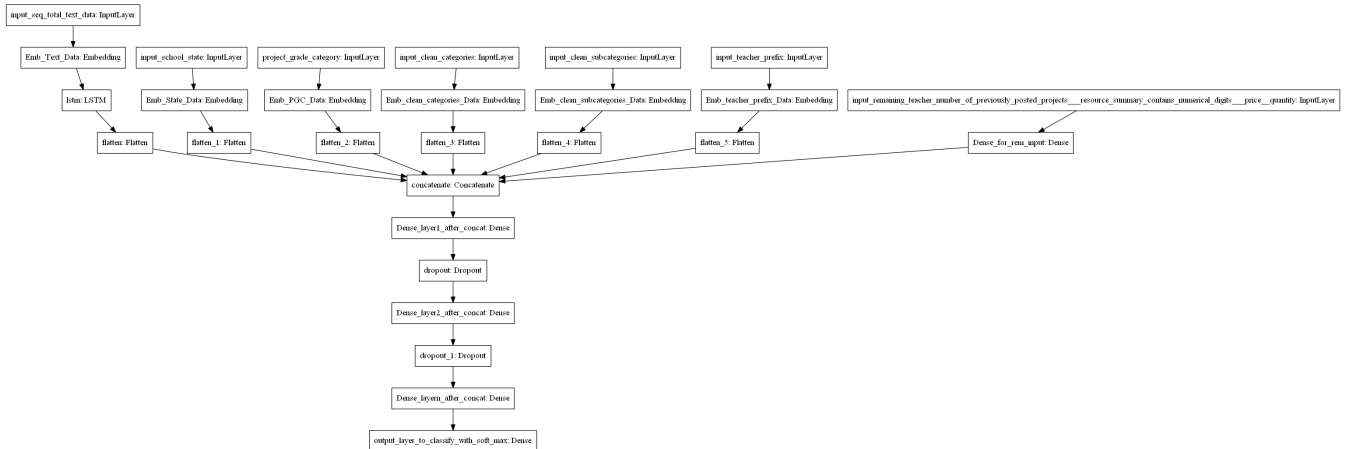 input_seq_total_text_data: InputLayer
Emb_Text_Data: Embedding
input_school_state: InputLayer
project_grade_category: InputLayer
input_clean_categories: InputLayer
input_clean_subcategories: InputLayer
input_teacher_prefix: InputLayer
lstm: LSTM
Emb_State_Data: Embedding
Emb_PGC_Data: Embedding
Emb_clean_categories_Data: Embedding
Emb_clean_subcategories_Data: Embedding
Emb_teacher_prefix_Data: Embedding
input_remaining_teacher_number_of_previously_posted_projects___resource_summary_contains_numerical_digits___price__quantity: InputLayer
flatten: Flatten
flatten_1: Flatten
flatten_2: Flatten
flatten_3: Flatten
flatten_4: Flatten
flatten_5: Flatten
Dense_for_rem_input: Dense
concatenate: Concatenate
Dense_layer1_after_concat: Dense
dropout: Dropout
Dense_layer2_after_concat: Dense
dropout_1: Dropout
Dense_layern_after_concat: Dense
output_layer_to_classify_with_soft_max: Dense